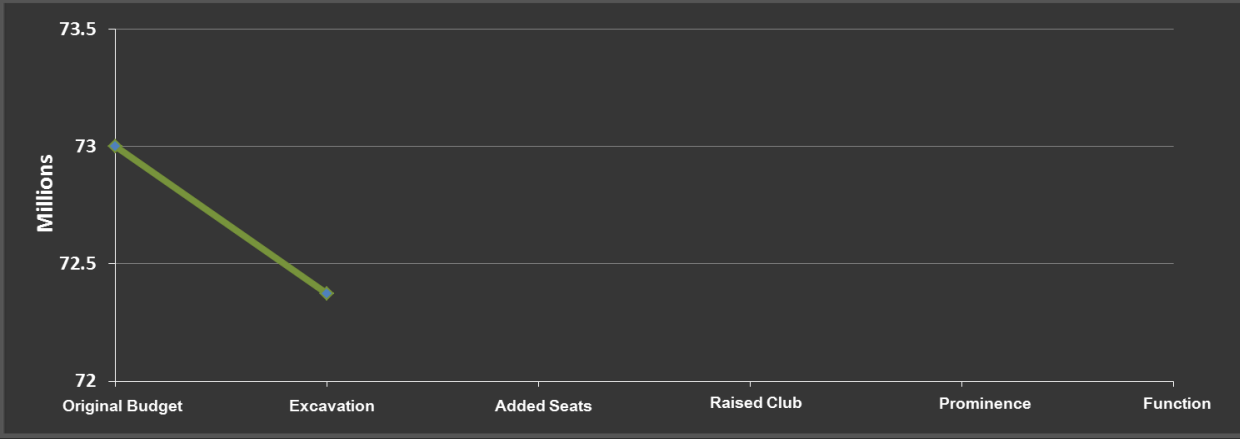 73.5
73
72.5
72
Millions
Original Budget
Excavation
Added Seats
Raised Club
Prominence
Function